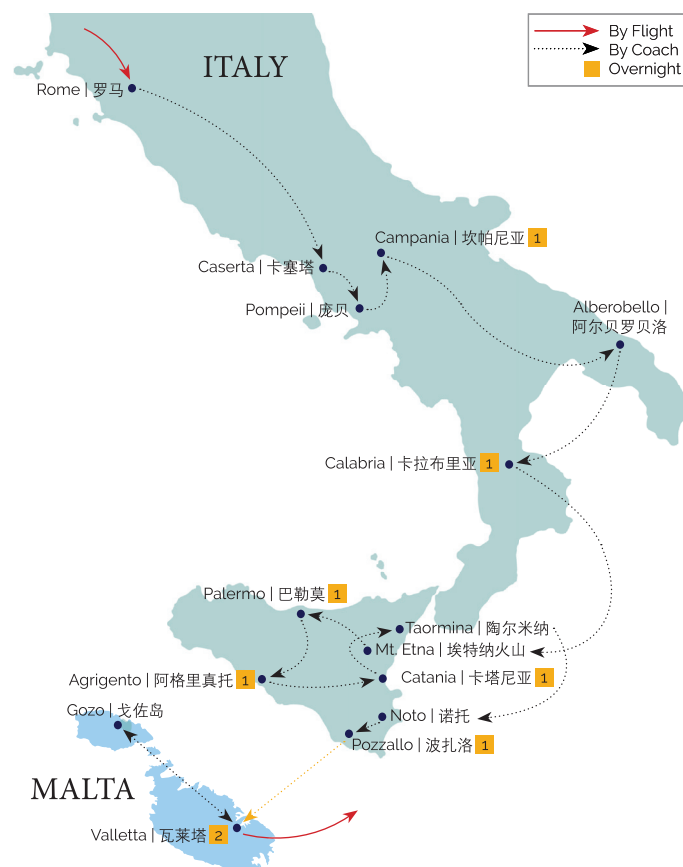 ITALY
By Flight
By Coach
Overnight
Rome | 罗马
Campania | 坎帕尼亚 1
Caserta | 卡塞塔
Pompeii | 庞贝
Alberobello |
阿尔贝罗贝洛
Calabria | 卡拉布里亚 1
Palermo | 巴勒莫 1
Taormina | 陶尔米纳
Mt. Etna | 埃特纳火山
Agrigento | 阿格里真托 1
Catania | 卡塔尼亚 1
Gozo | 戈佐岛
Noto | 诺托
Pozzallo | 波扎洛 1
MALTA
Valletta | 瓦莱塔 2